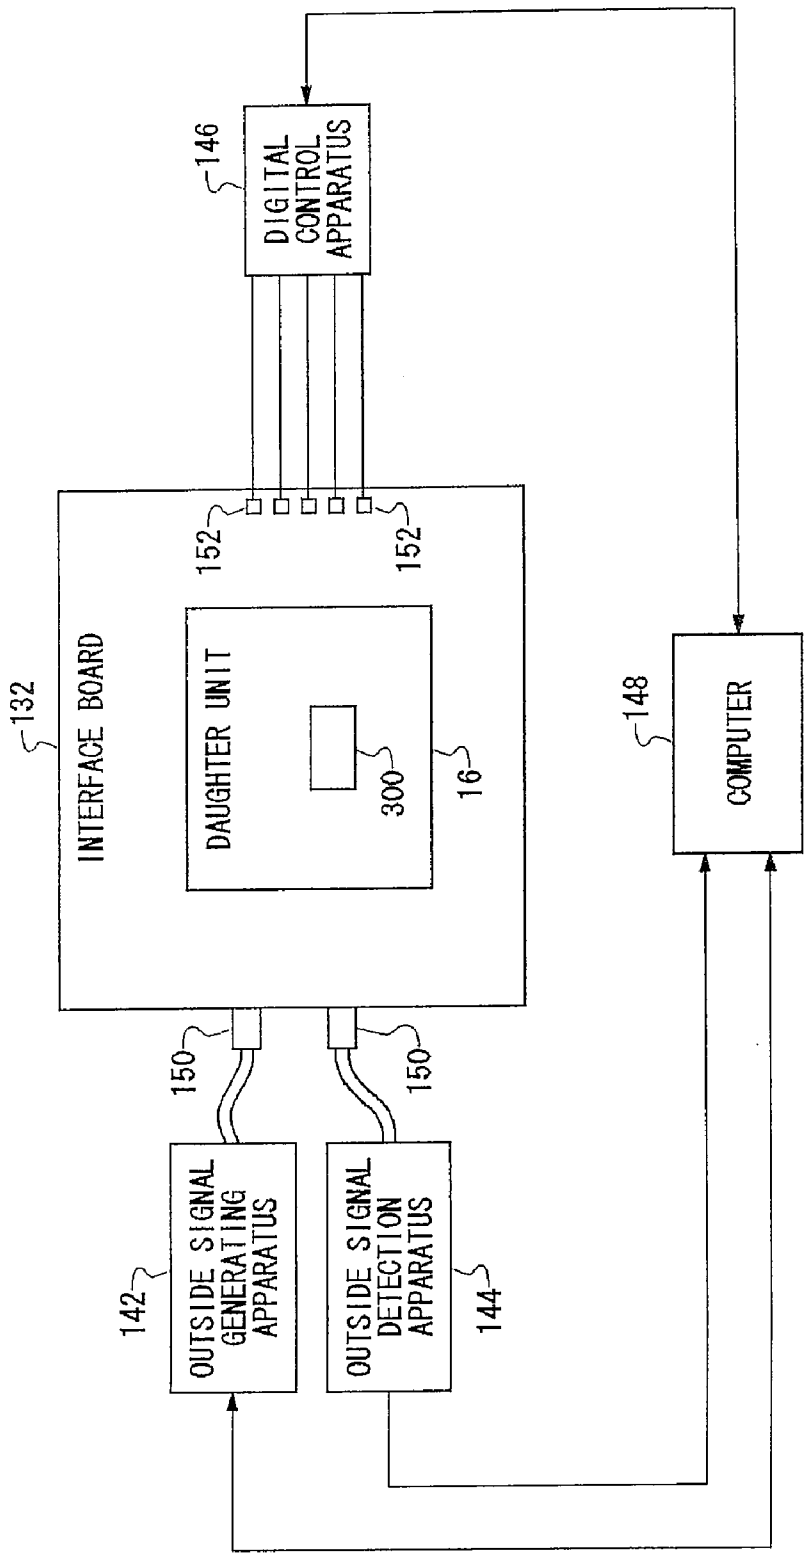 132
INTERFACE BOARD
DAUGHTER UNIT
300
16
150
150
152
152
142
OUTSIDE SIGNAL
GENERATING
APPARATUS
OUTSIDE SIGNAL
DETECTION
APPARATUS
144
146
DIGITAL
CONTROL
APPARATUS
148
COMPUTER